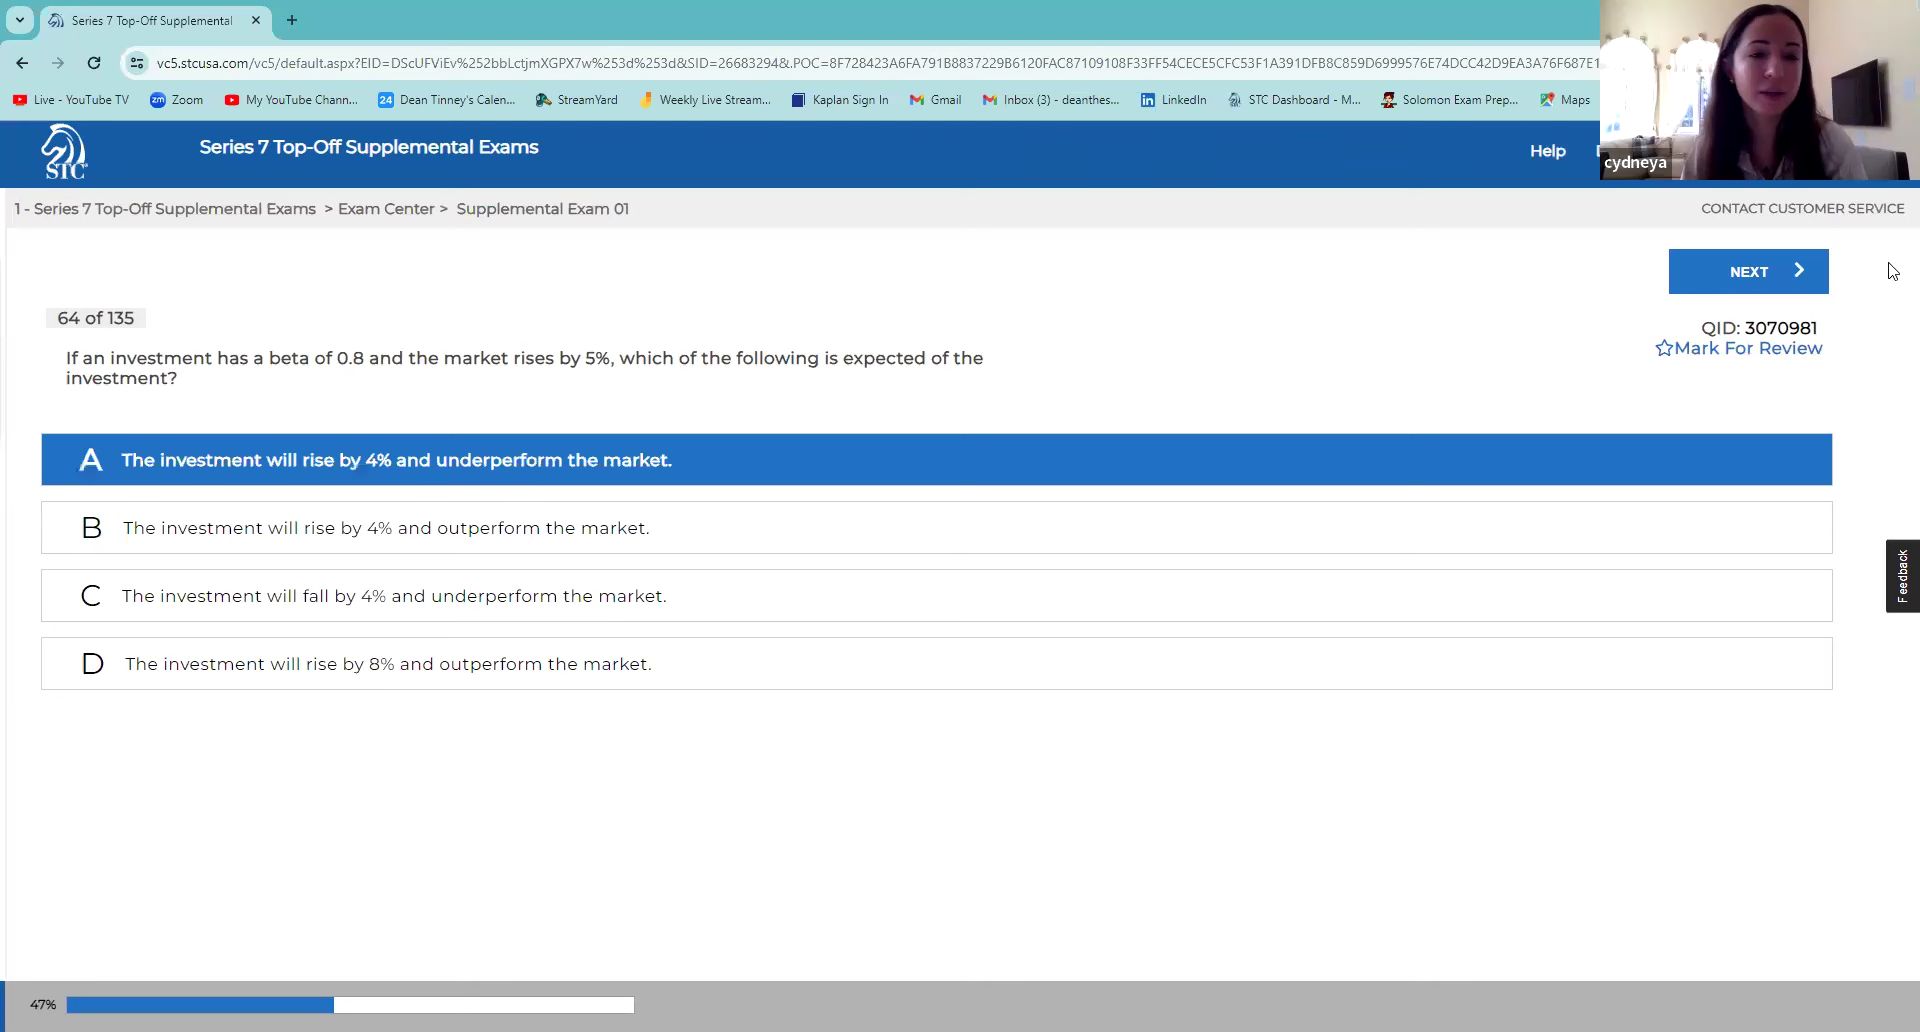 Series 7 Top-Off Supplemental
vc5.stcusa.com/vc5/default.aspx?EID=DScUFViEv%252bbLctjmXGPX7w%253d%253d&SID=26683294&.POC=8F728423A6FA791B8837229B6120FAC87109108F33FF54CECE5CFC53F1A391DFB8C859D6999576E74DCC42D9EA3A76F687E1
Live - YouTube TV
zm Zoom
My YouTube Chann...
24 Dean Tinney's Calen...
StreamYard
Weekly Live Stream...
Kaplan Sign In
Gmail
Inbox (3) - deanthes...
LinkedIn
STC Dashboard - M...
Solomon Exam Prep...
Maps
STC
Series 7 Top-Off Supplemental Exams
Help
cydneya
1 - Series 7 Top-Off Supplemental Exams > Exam Center > Supplemental Exam 01
CONTACT CUSTOMER SERVICE
NEXT
64 of 135
QID: 3070981
Mark For Review
If an investment has a beta of 0.8 and the market rises by 5%, which of the following is expected of the
investment?
A The investment will rise by 4% and underperform the market.
B The investment will rise by 4% and outperform the market.
C The investment will fall by 4% and underperform the market.
D The investment will rise by 8% and outperform the market.
Feedback
47%